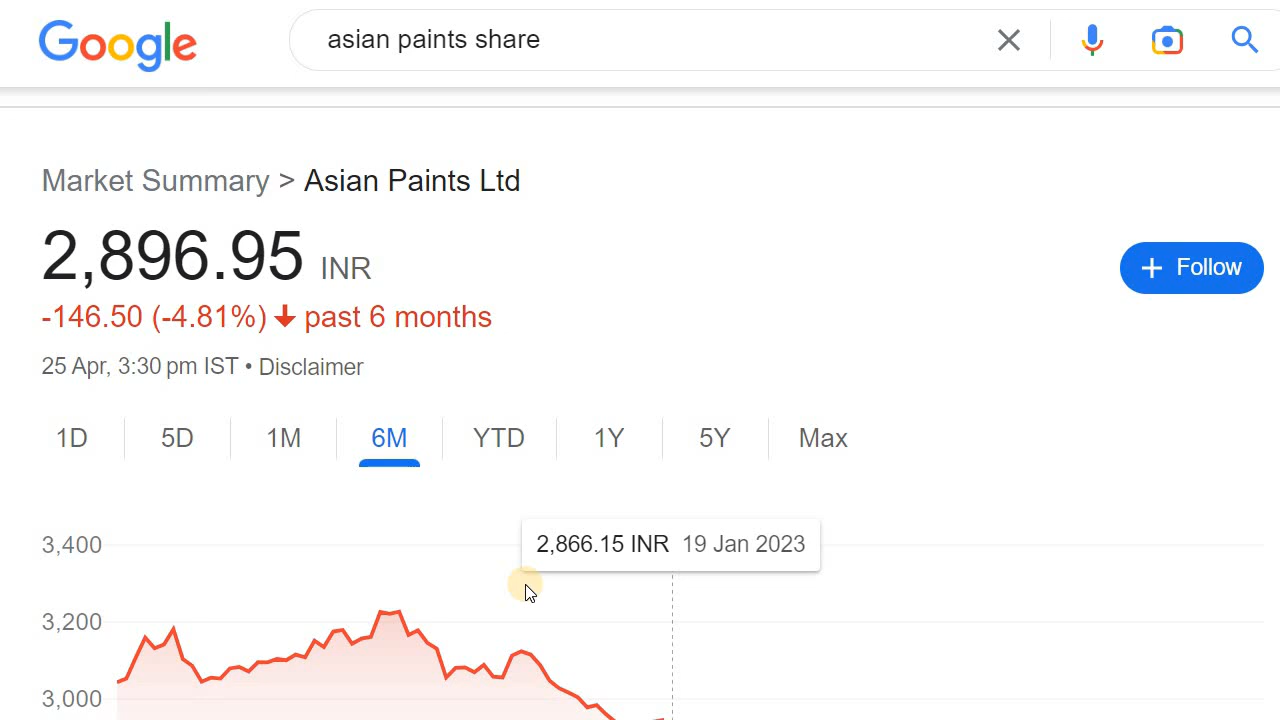 Google
asian paints share
Market Summary > Asian Paints Ltd
2,896.95 INR
+ Follow
-146.50 (-4.81%) ↓ past 6 months
25 Apr, 3:30 pm IST • Disclaimer
1D 5D 1M 6M YTD 1Y 5Y Max
3,400
2,866.15 INR 19 Jan 2023
3,200
3,000